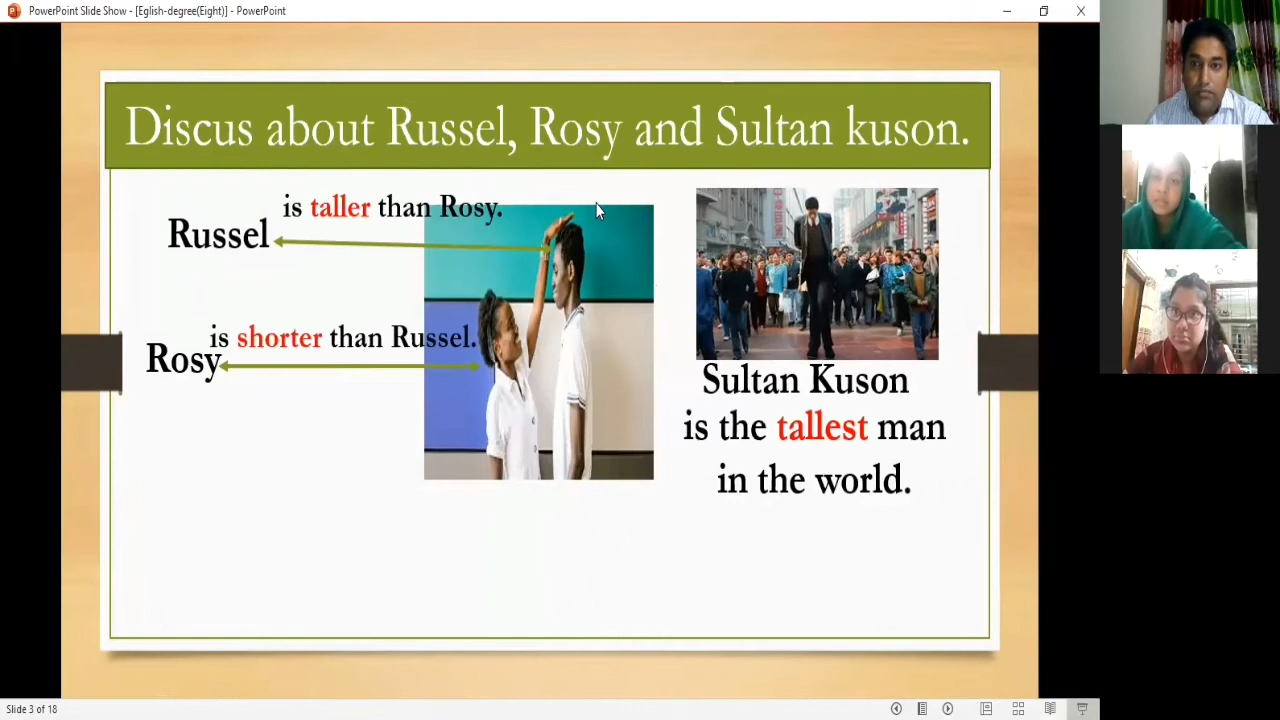 PowerPoint Slide Show - [Eglish-degree(Eight)] - PowerPoint
Discus about Russel, Rosy and Sultan kuson.
is taller than Rosy.
Russel
is shorter than Russel.
Rosy
Sultan Kuson
is the tallest man
in the world.
Slide 3 of 18